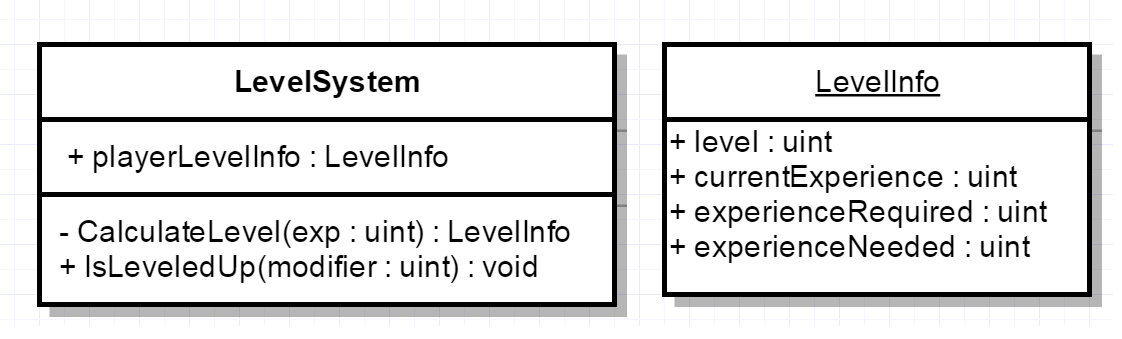 LevelSystem
+ playerLevelInfo : LevelInfo
- CalculateLevel(exp : uint) : LevelInfo
+ IsLeveledUp(modifier : uint) : void
LevelInfo
+ level : uint
+ currentExperience : uint
+ experienceRequired : uint
+ experienceNeeded : uint